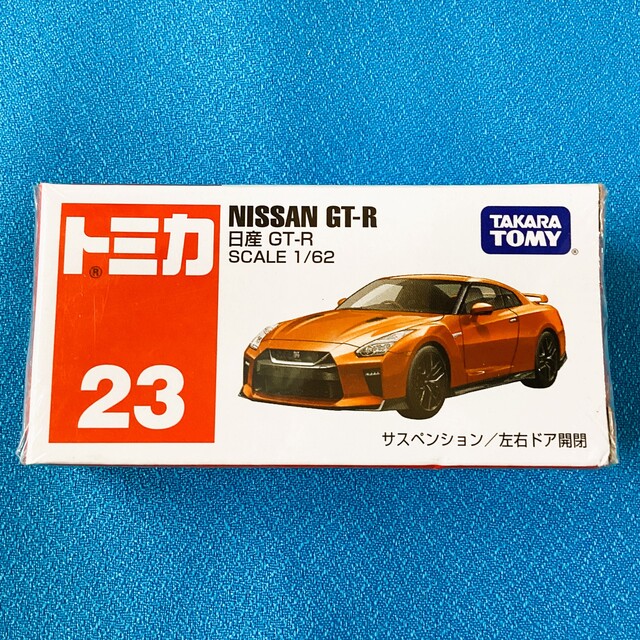 トミカ
®
23
NISSAN GT-R
日産 GT-R
SCALE 1/62
TAKARA
TOMY
®
サスペンション／左右ドア開閉